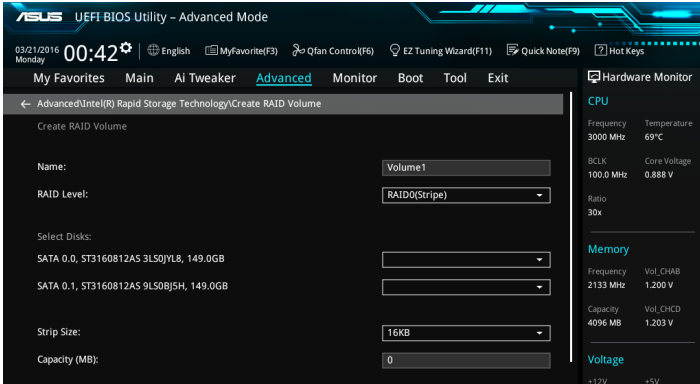 ASUS UEFI BIOS Utility – Advanced Mode
03/21/2016
Monday
00:42
English
MyFavorite(F3)
Qfan Control(F6)
EZ Tuning Wizard(F11)
Quick Note(F9)
? Hot Keys
My Favorites Main Ai Tweaker Advanced Monitor Boot Tool Exit
Hardware Monitor
← Advanced\Intel(R) Rapid Storage Technology\Create RAID Volume
Create RAID Volume
Name: Volume1
RAID Level: RAID0(Stripe)
Select Disks:
SATA 0.0, ST3160812AS 3LS0JYL8, 149.0GB
SATA 0.1, ST3160812AS 9LS0BJ5H, 149.0GB
Strip Size: 16KB
Capacity (MB): 0
CPU
Frequency Temperature
3000 MHz 69°C
BCLK Core Voltage
100.0 MHz 0.888 V
Ratio
30x
Memory
Frequency Vol_CHAB
2133 MHz 1.200 V
Capacity Vol_CHCD
4096 MB 1.203 V
Voltage
+12V +5V